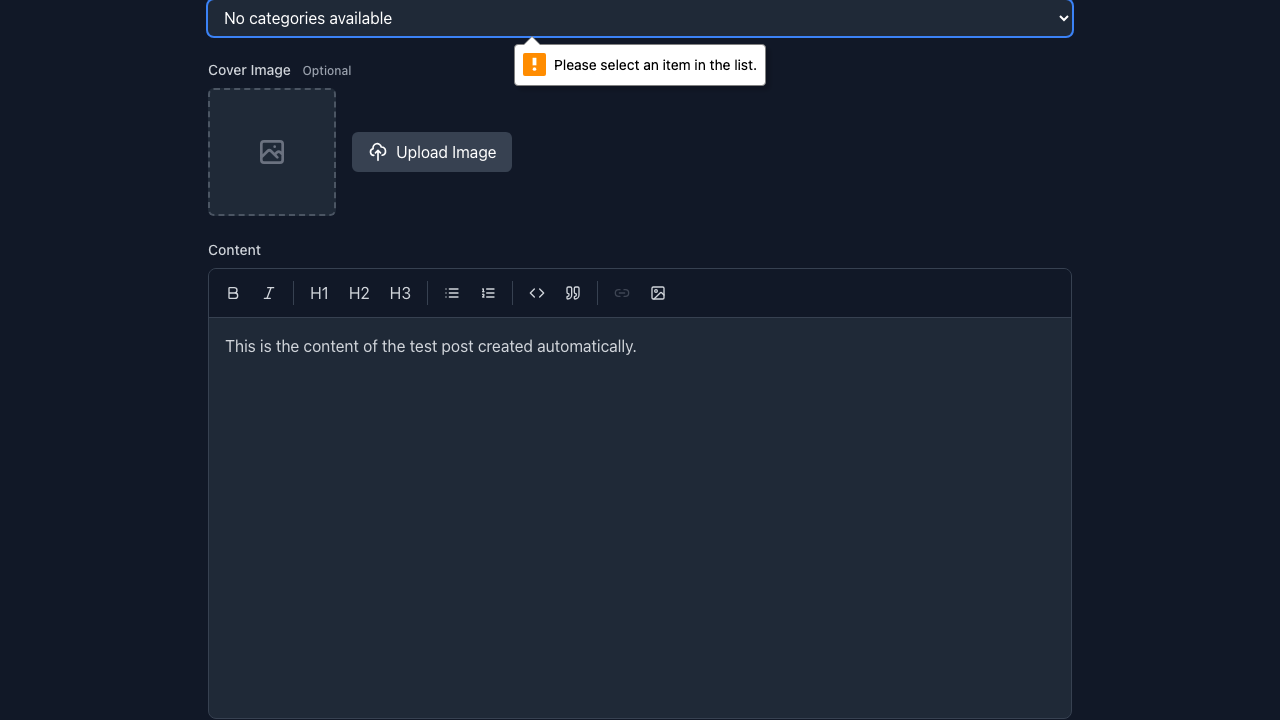 No categories available
Please select an item in the list.
Cover Image Optional
Upload Image
Content
B I H1 H2 H3
This is the content of the test post created automatically.